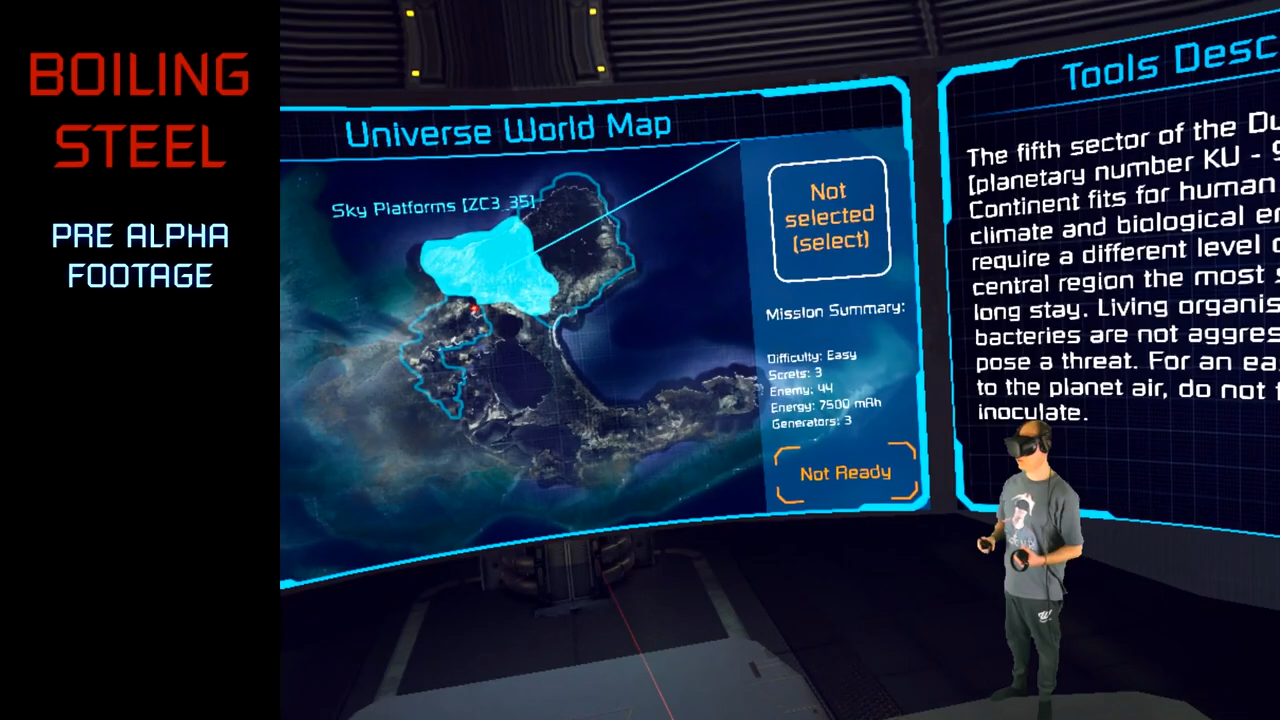 BOILING
STEEL
PRE ALPHA
FOOTAGE
Universe World Map
Sky Platforms [ZC3_35]
Not
selected
(select)
Mission Summary:
Difficulty: Easy
Screts: 3
Enemy: 44
Energy: 7500 mAh
Generators: 3
Not Ready
Tools Desc
The fifth sector of the Du
[planetary number KU - 9
Continent fits for human
climate and biological en
require a different level
central region the most
long stay. Living organis
bacteries are not aggres
pose a threat. For an ea
to the planet air, do not
inoculate.